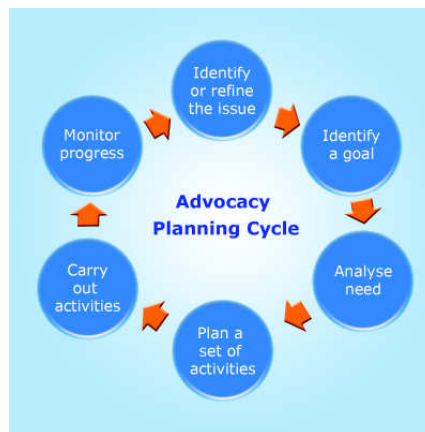 Identify
or refine
the issue
Identify
a goal
Analyse
need
Plan a
set of
activities
Carry
out
activities
Monitor
progress
Advocacy
Planning Cycle